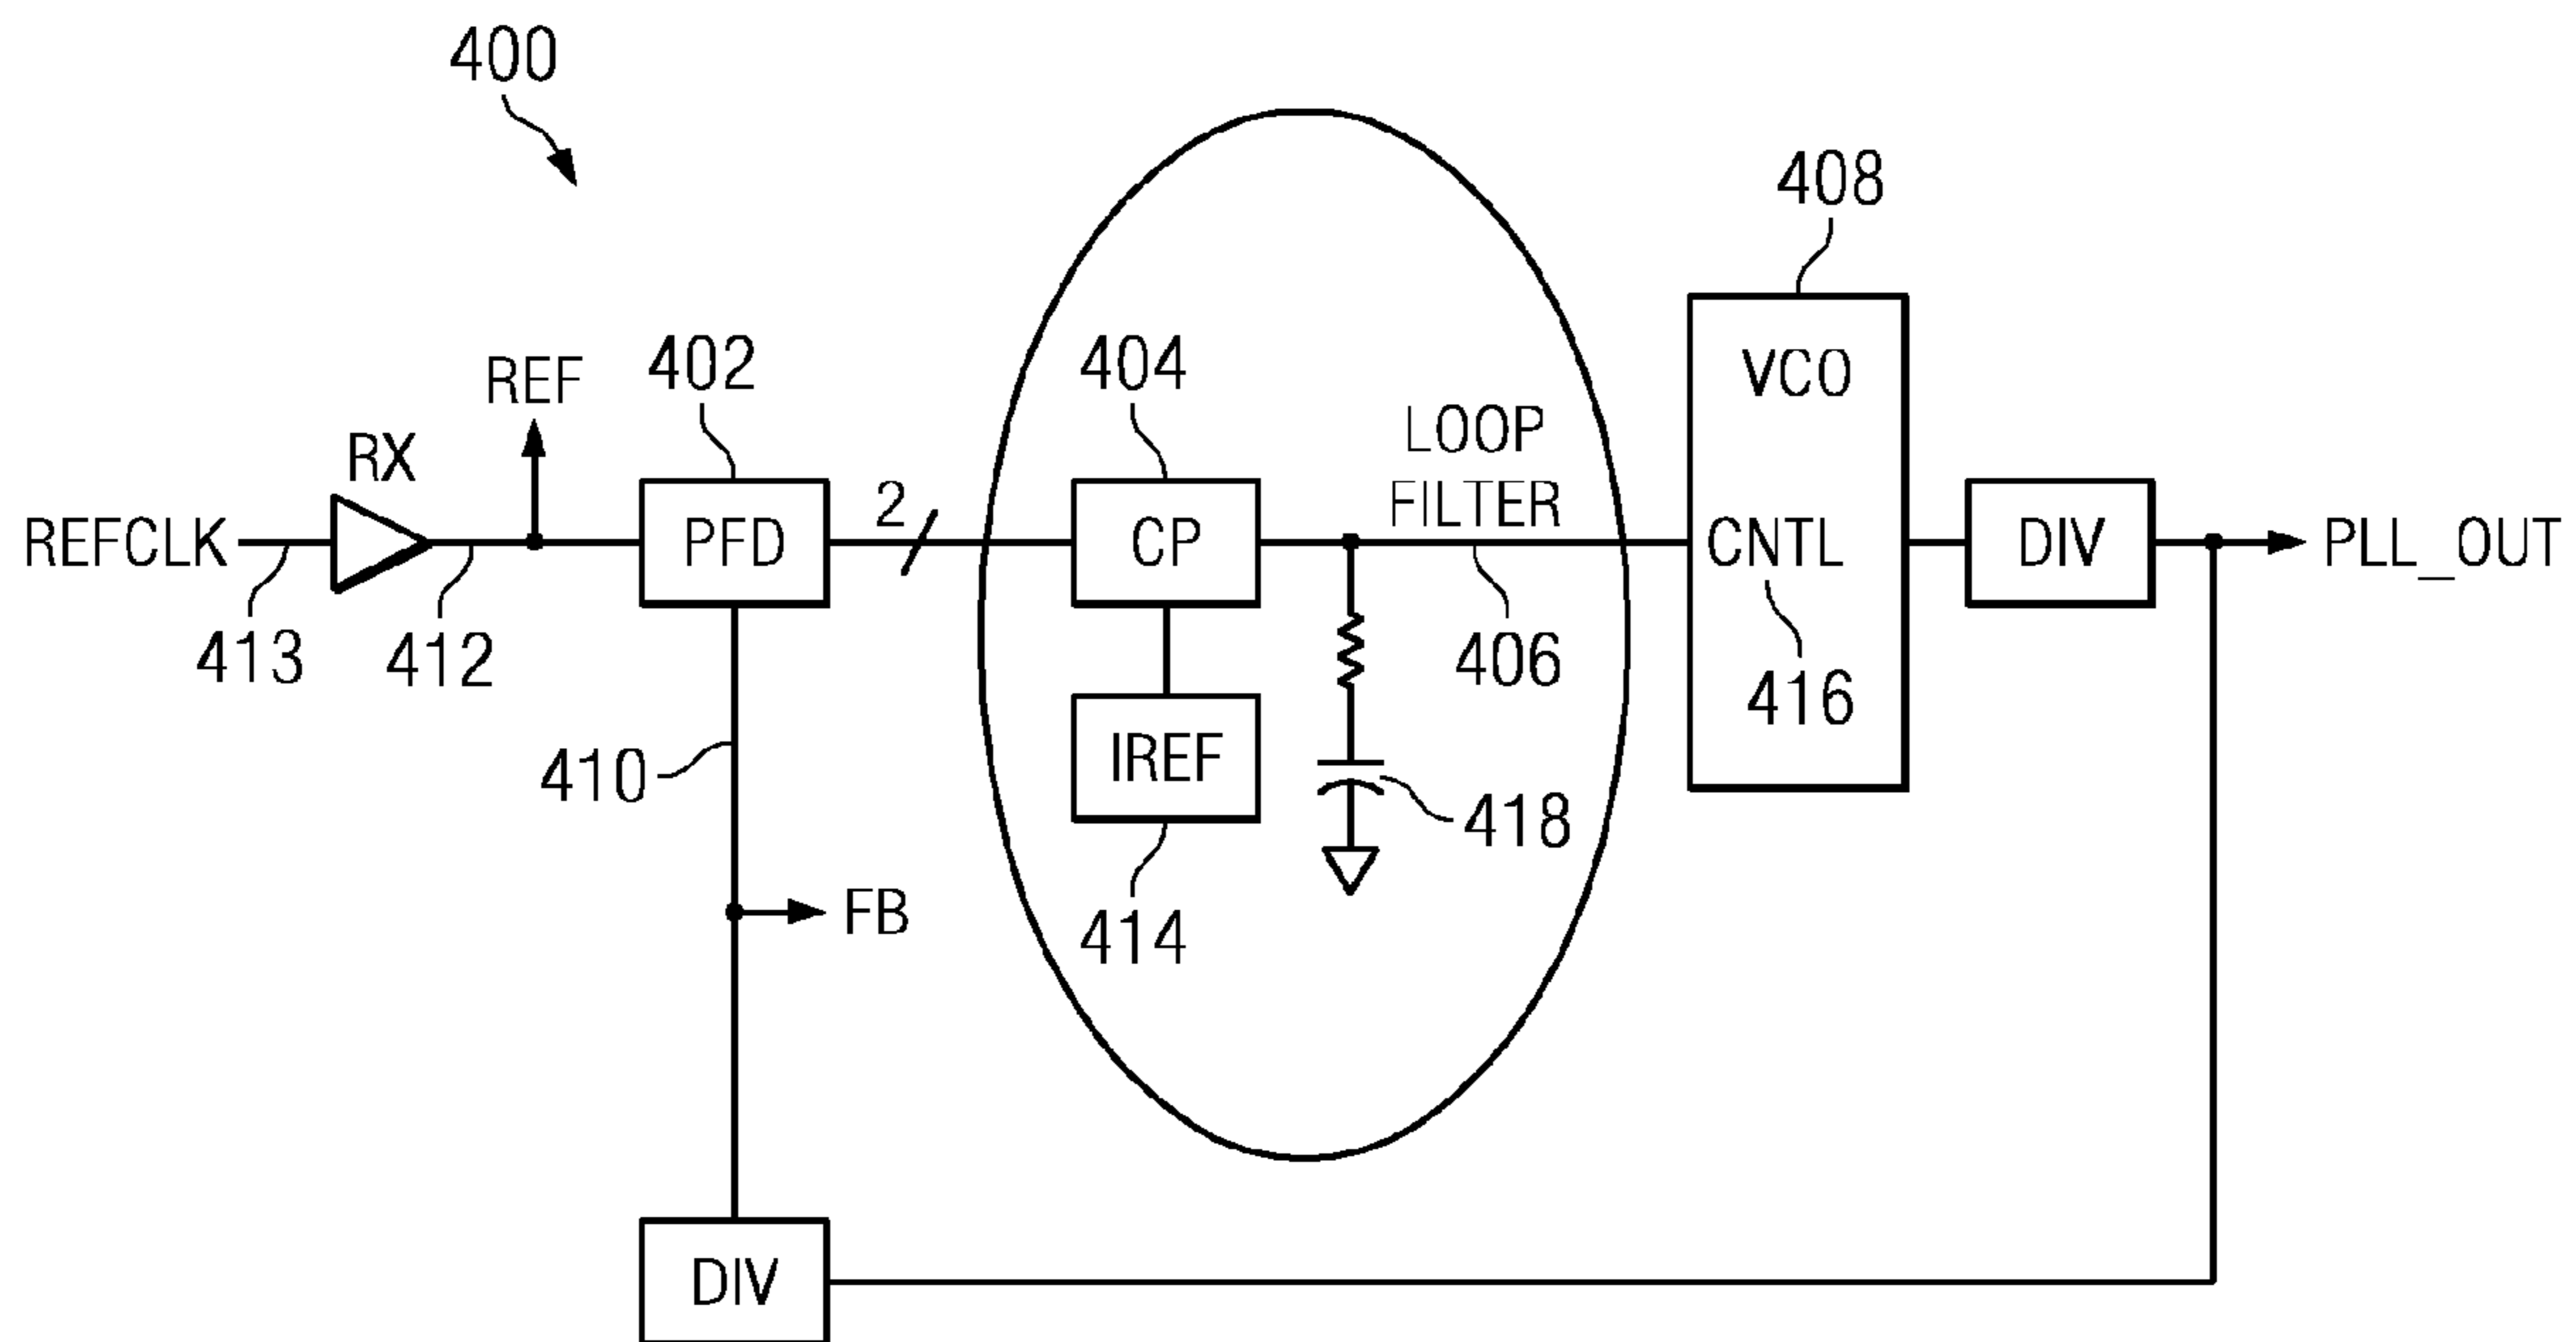 400
408
REF
402
404
RX
LOOP
FILTER
VCO
2
REFCLK
PFD
CP
CNTL
DIV
PLL_OUT
413
412
406
416
410
IREF
418
FB
414
DIV